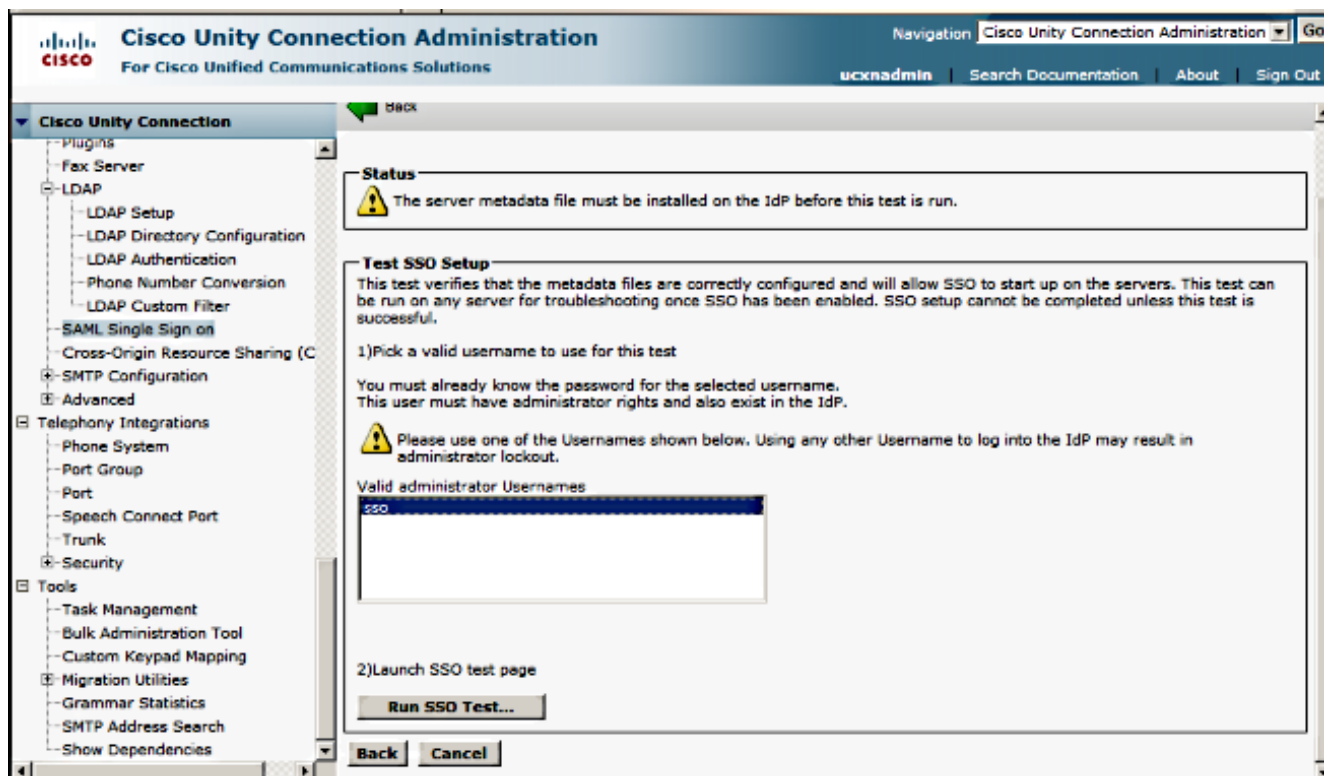 CISCO
Cisco Unity Connection Administration
For Cisco Unified Communications Solutions
Navigation Cisco Unity Connection Administration Go
ucxnadmin Search Documentation About Sign Out
Cisco Unity Connection
Plugins
Fax Server
LDAP
LDAP Setup
LDAP Directory Configuration
LDAP Authentication
Phone Number Conversion
LDAP Custom Filter
SAML Single Sign on
Cross-Origin Resource Sharing (C
SMTP Configuration
Advanced
Telephony Integrations
Phone System
Port Group
Port
Speech Connect Port
Trunk
Security
Tools
Task Management
Bulk Administration Tool
Custom Keypad Mapping
Migration Utilities
Grammar Statistics
SMTP Address Search
Show Dependencies
Back
Status
The server metadata file must be installed on the IdP before this test is run.
Test SSO Setup
This test verifies that the metadata files are correctly configured and will allow SSO to start up on the servers. This test can
be run on any server for troubleshooting once SSO has been enabled. SSO setup cannot be completed unless this test is
successful.
1)Pick a valid username to use for this test
You must already know the password for the selected username.
This user must have administrator rights and also exist in the IdP.
Please use one of the Usernames shown below. Using any other Username to log into the IdP may result in
administrator lockout.
Valid administrator Usernames
sso
2)Launch SSO test page
Run SSO Test...
Back Cancel